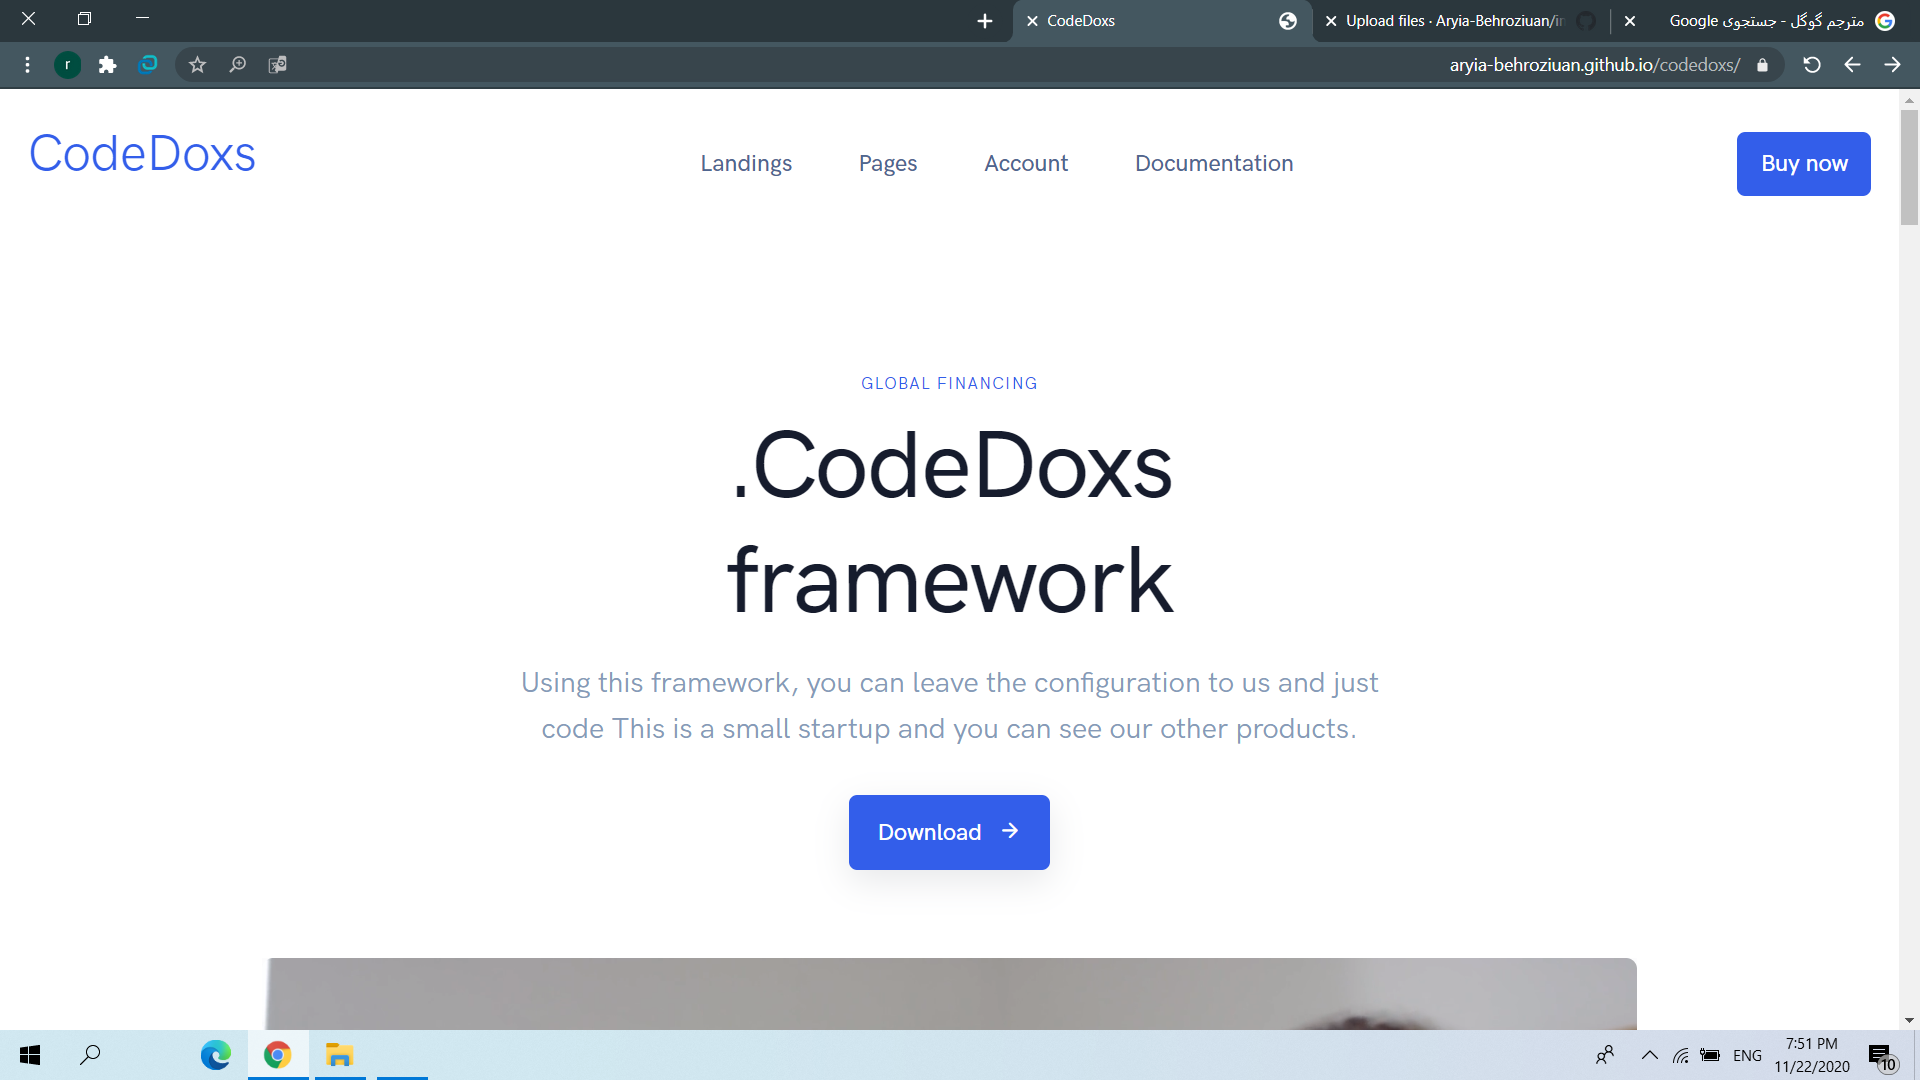 CodeDoxs
Upload files · Aryia-Behroziuan/in
مترجم گوگل - جستجوی Google
r
aryia-behroziuan.github.io/codedoxs/
CodeDoxs
Landings
Pages
Account
Documentation
Buy now
GLOBAL FINANCING
.CodeDoxs
framework
Using this framework, you can leave the configuration to us and just
code This is a small startup and you can see our other products.
Download
ENG
7:51 PM
11/22/2020
10